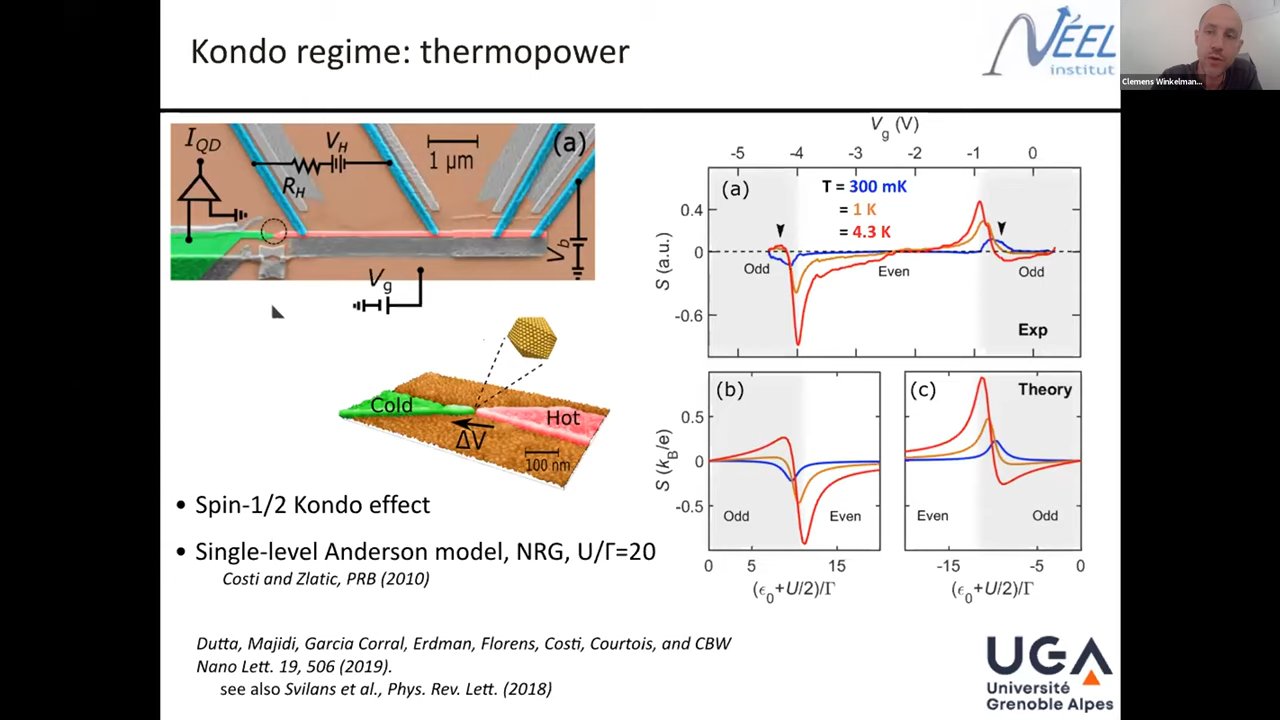 Kondo regime: thermopower
NÉEL
institut
Clemens Winkelman...
I_QD
V_H
R_H
1 µm
(a)
V_b
V_g
Cold
Hot
ΔV
100 nm
V_g (V)
-5 -4 -3 -2 -1 0
(a)
T = 300 mK
= 1 K
= 4.3 K
0.4
0
-0.6
S (a.u.)
Odd
Even
Odd
Exp
(b)
(c)
Theory
0.5
0
-0.5
S (k_B/e)
Odd
Even
Even
Odd
0 5 15
-15 -5 0
(ϵ_0+U/2)/Γ
(ϵ_0+U/2)/Γ
• Spin-1/2 Kondo effect
• Single-level Anderson model, NRG, U/Γ=20
Costi and Zlatic, PRB (2010)
Dutta, Majidi, Garcia Corral, Erdman, Florens, Costi, Courtois, and CBW
Nano Lett. 19, 506 (2019).
see also Svilans et al., Phys. Rev. Lett. (2018)
UGA
Université
Grenoble Alpes